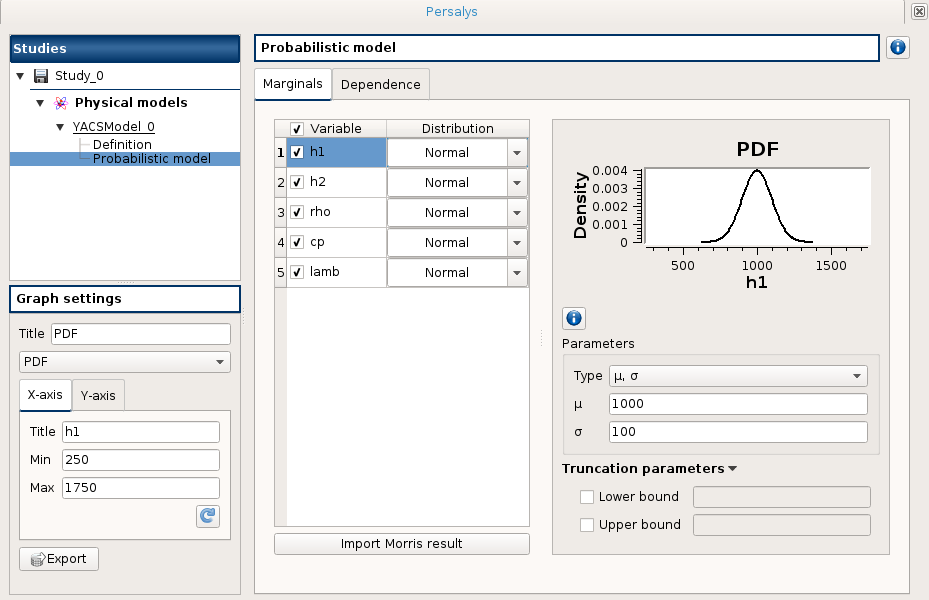 Persalys
Studies
Study_0
Physical models
YACSModel_0
Definition
Probabilistic model
Graph settings
Title PDF
PDF
X-axis Y-axis
Title h1
Min 250
Max 1750
Export
Probabilistic model
Marginals Dependence
Variable Distribution
1 h1 Normal
2 h2 Normal
3 rho Normal
4 cp Normal
5 lamb Normal
Import Morris result
PDF
Density
0.004
0.003
0.002
0.001
0
500 1000 1500
h1
Parameters
Type μ, σ
μ 1000
σ 100
Truncation parameters
Lower bound
Upper bound